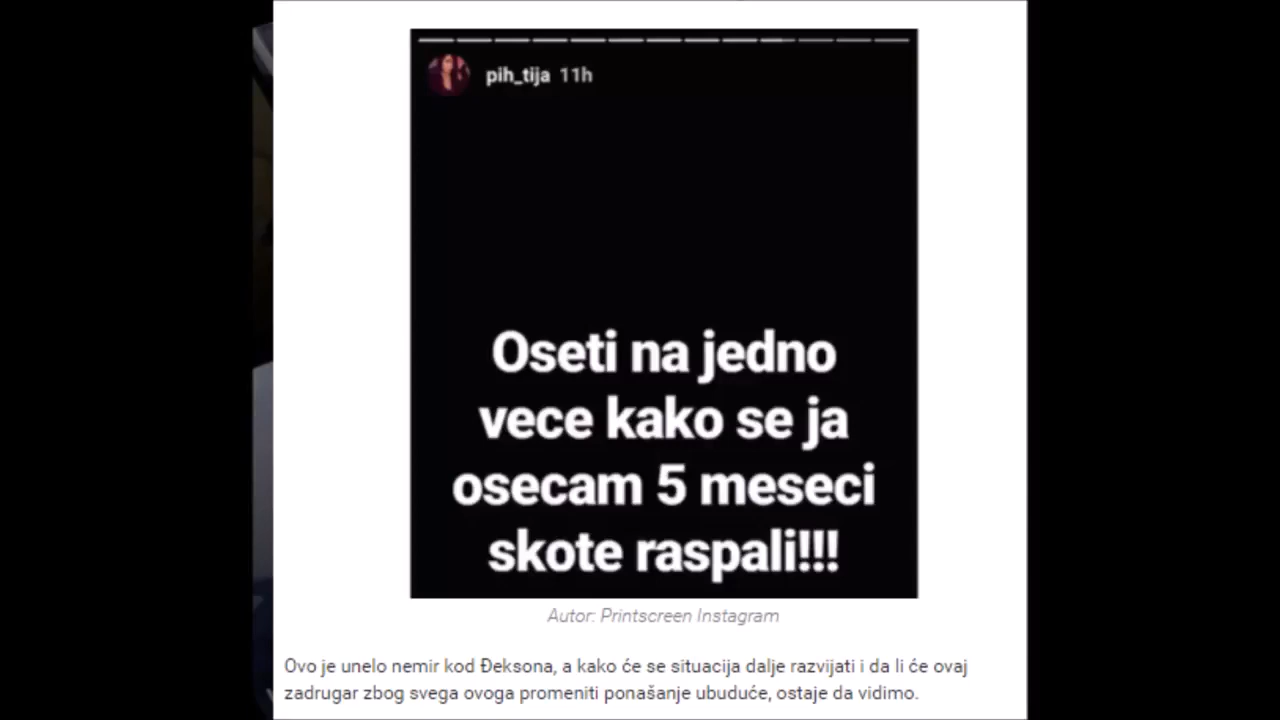 pih_tija 11h
Oseti na jedno
vece kako se ja
osecam 5 meseci
skote raspali!!!
Autor: Printscreen Instagram
Ovo je unelo nemir kod Đeksona, a kako će se situacija dalje razvijati i da li će ovaj
zadrugar zbog svega ovoga promeniti ponašanje ubuduće, ostaje da vidimo.